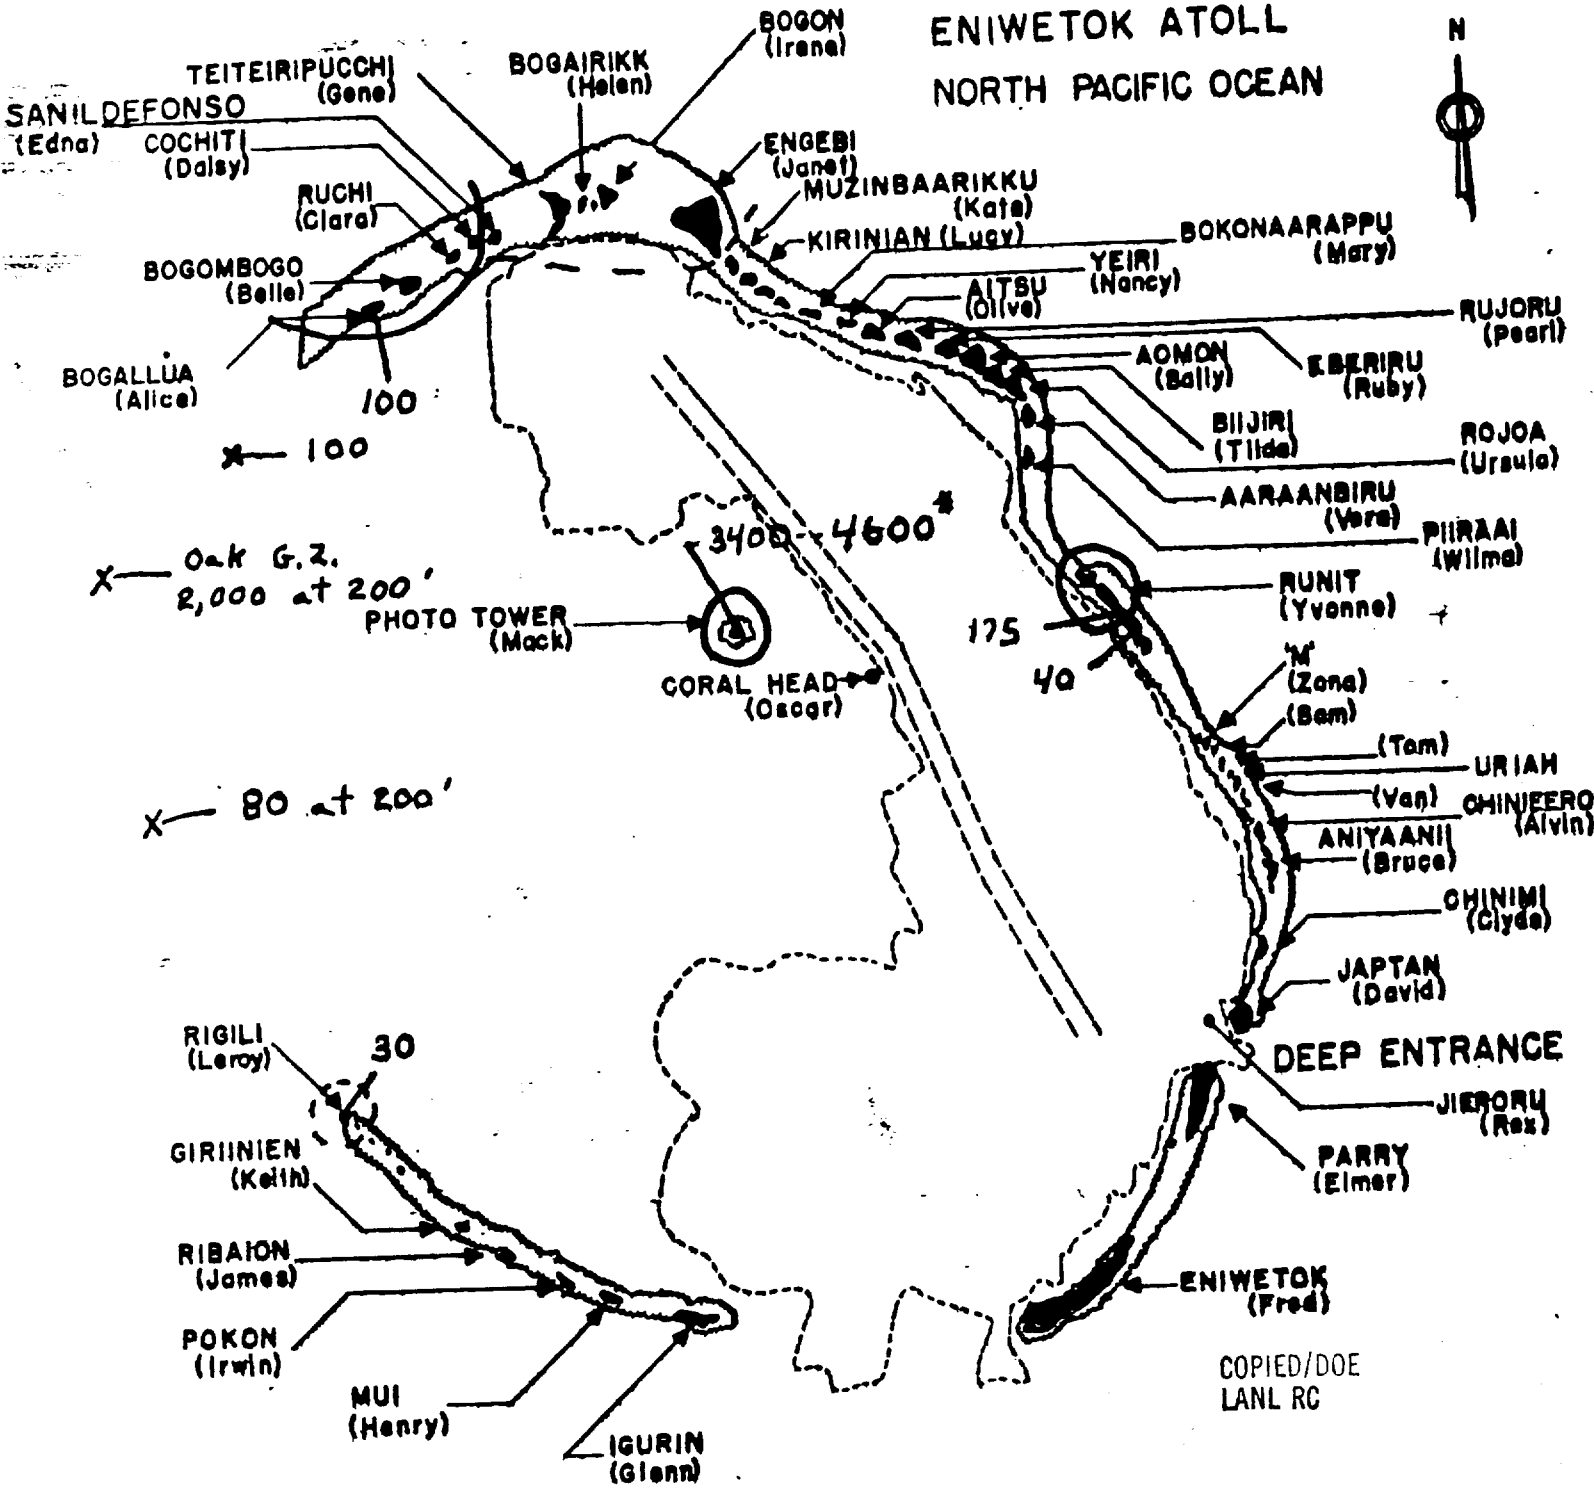 ENIWETOK ATOLL
NORTH PACIFIC OCEAN
N
BOGON
(Irene)
BOGAIRIKK
(Helen)
TEITEIRIPUCCHI
(Gene)
SANILDEFONSO
(Edna)
COCHITI
(Daisy)
RUCHI
(Clara)
BOGOMBOGO
(Belle)
BOGALLUA
(Alice)
100
100
ENGEBI
(Janet)
MUZINBAARIKKU
(Kate)
KIRINIAN (Lucy)
BOKONAARAPPU
(Mary)
YEIRI
(Nancy)
AITSU
(Olive)
RUJORU
(Pearl)
EBERIRU
(Ruby)
AOMON
(Sally)
BIIJIRI
(Tilda)
ROJOA
(Ursula)
AARAANBIRU
(Vera)
PIIRAAI
(Wilma)
RUNIT
(Yvonne)
3400 - 4600*
Oak G.Z.
2,000 at 200'
PHOTO TOWER
(Mack)
CORAL HEAD
(Oscar)
175
40
'M'
(Zona)
(Sam)
(Tom)
URIAH
(Van)
CHINIEERO
(Alvin)
ANIYAANII
(Bruce)
CHINIMI
(Clyde)
JAPTAN
(David)
80 at 200'
DEEP ENTRANCE
JIERORU
(Rex)
PARRY
(Elmer)
RIGILI
(Leroy)
30
GIRIINIEN
(Keith)
RIBAION
(James)
POKON
(Irwin)
MUI
(Henry)
IGURIN
(Glenn)
ENIWETOK
(Fred)
COPIED/DOE
LANL RC